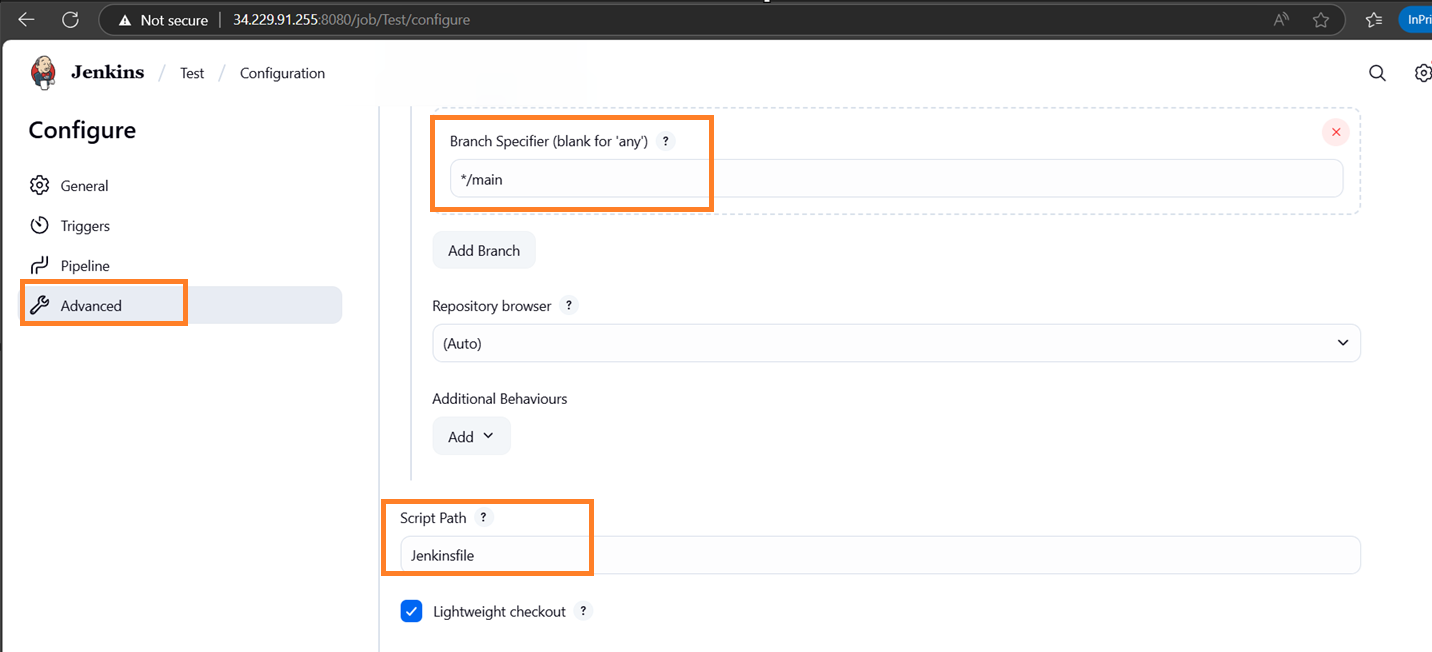 Not secure | 34.229.91.255:8080/job/Test/configure
InPri
Jenkins / Test / Configuration
Configure
General
Triggers
Pipeline
Advanced
Branch Specifier (blank for 'any') ?
*/main
Add Branch
Repository browser ?
(Auto)
Additional Behaviours
Add
Script Path ?
Jenkinsfile
Lightweight checkout ?